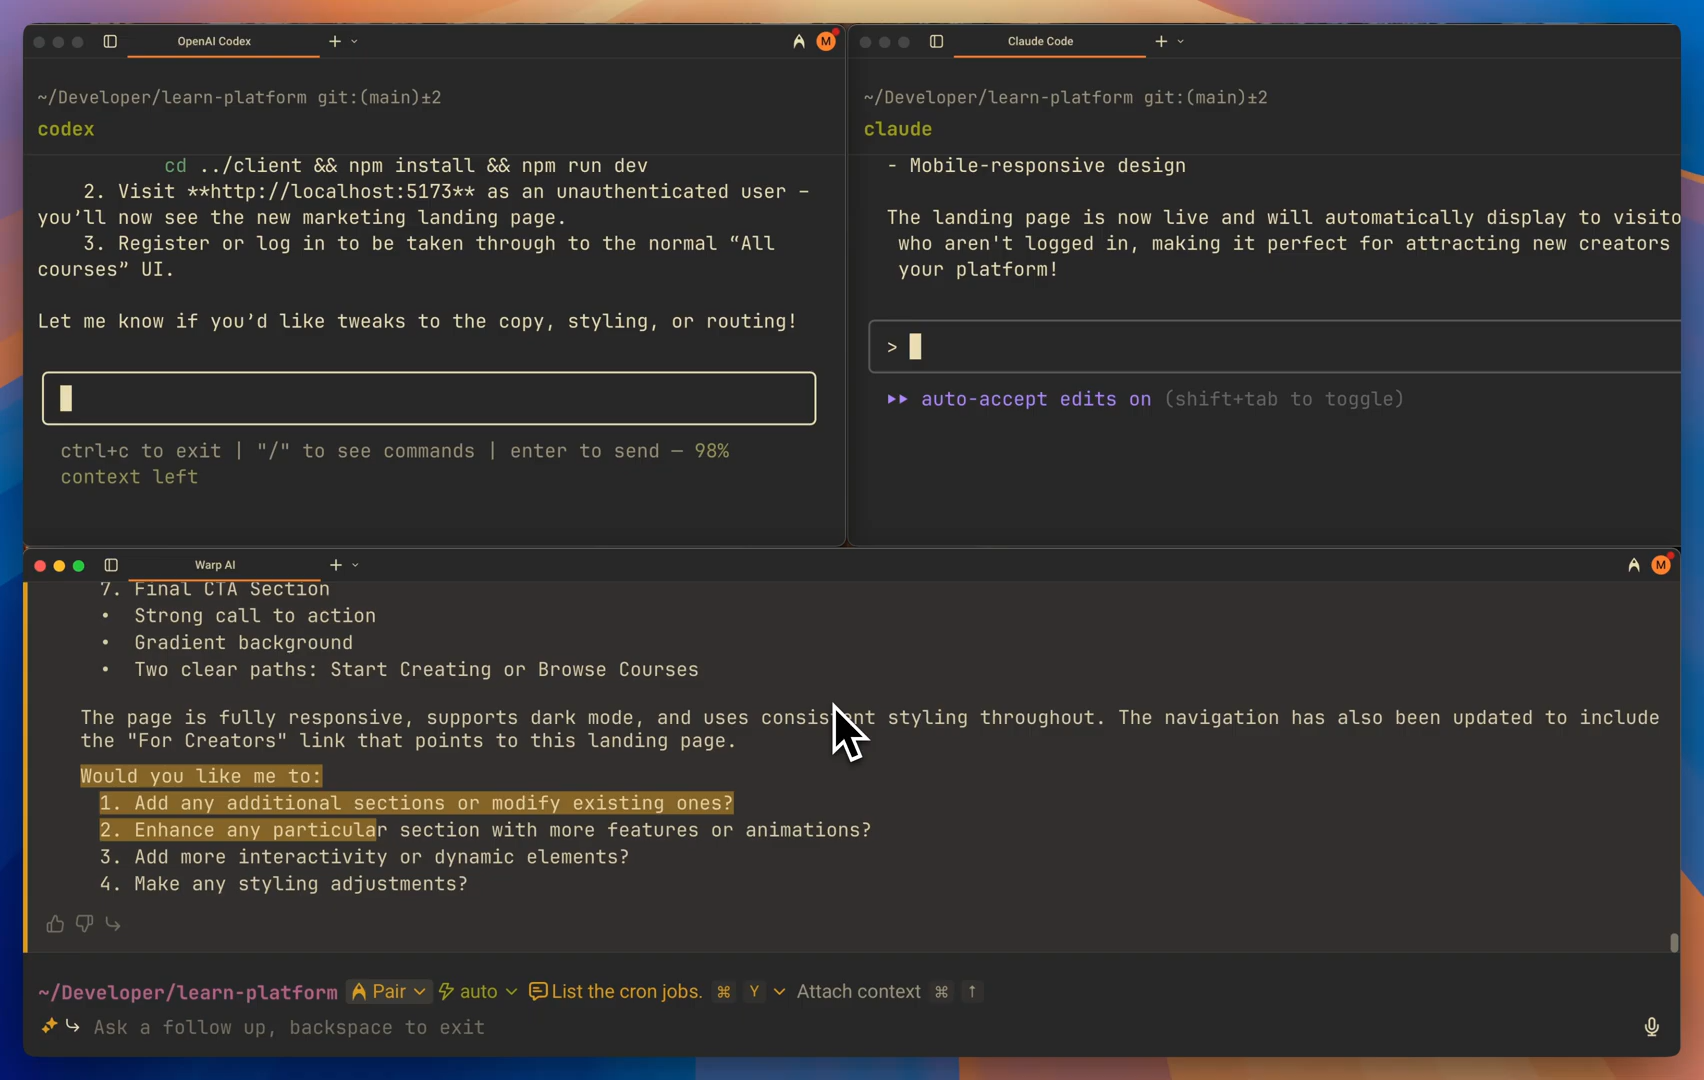 OpenAI Codex
M
~/Developer/learn-platform git:(main)±2
codex
cd ../client && npm install && npm run dev
2. Visit **http://localhost:5173** as an unauthenticated user –
you’ll now see the new marketing landing page.
3. Register or log in to be taken through to the normal “All
courses” UI.
Let me know if you’d like tweaks to the copy, styling, or routing!
ctrl+c to exit | "/" to see commands | enter to send — 98%
context left
Claude Code
~/Developer/learn-platform git:(main)±2
claude
- Mobile-responsive design
The landing page is now live and will automatically display to visito
who aren't logged in, making it perfect for attracting new creators
your platform!
>
auto-accept edits on (shift+tab to toggle)
Warp AI
M
7. Final CTA Section
• Strong call to action
• Gradient background
• Two clear paths: Start Creating or Browse Courses
The page is fully responsive, supports dark mode, and uses consistent styling throughout. The navigation has also been updated to include
the "For Creators" link that points to this landing page.
Would you like me to:
1. Add any additional sections or modify existing ones?
2. Enhance any particular section with more features or animations?
3. Add more interactivity or dynamic elements?
4. Make any styling adjustments?
~/Developer/learn-platform Pair auto List the cron jobs. ⌘ Y Attach context ⌘ ↑
Ask a follow up, backspace to exit